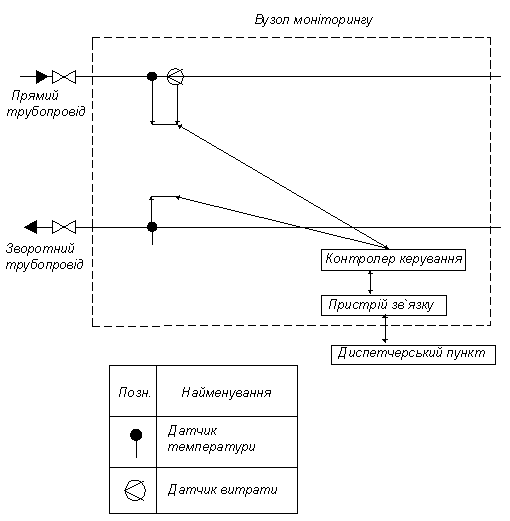 Вузол моніторингу
Прямий
трубопровід
Зворотний
трубопровід
Контролер керування
Пристрій зв`язку
Диспетчерський пункт
Позн. Найменування
Датчик
температури
Датчик витрати